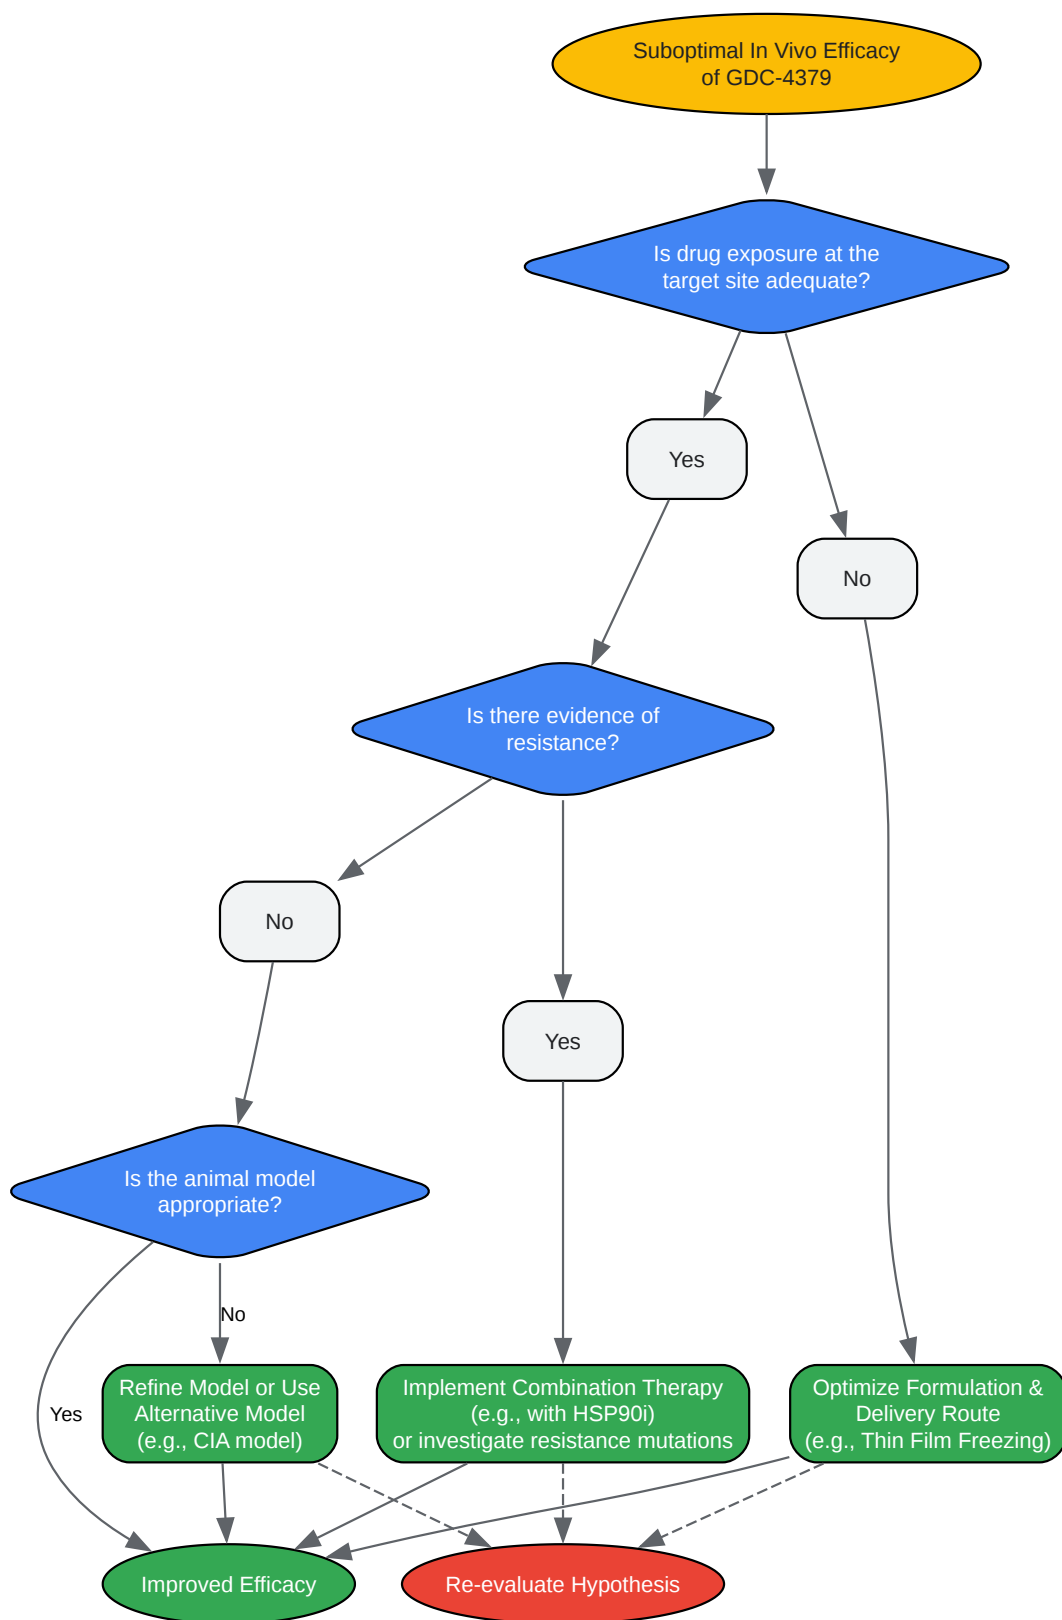 Suboptimal In Vivo Efficacy
of GDC-4379
Is drug exposure at the
target site adequate?
Yes
No
Is there evidence of
resistance?
No
Yes
Is the animal model
appropriate?
No
Yes
Refine Model or Use
Alternative Model
(e.g., CIA model)
Implement Combination Therapy
(e.g., with HSP90i)
or investigate resistance mutations
Optimize Formulation &
Delivery Route
(e.g., Thin Film Freezing)
Improved Efficacy
Re-evaluate Hypothesis